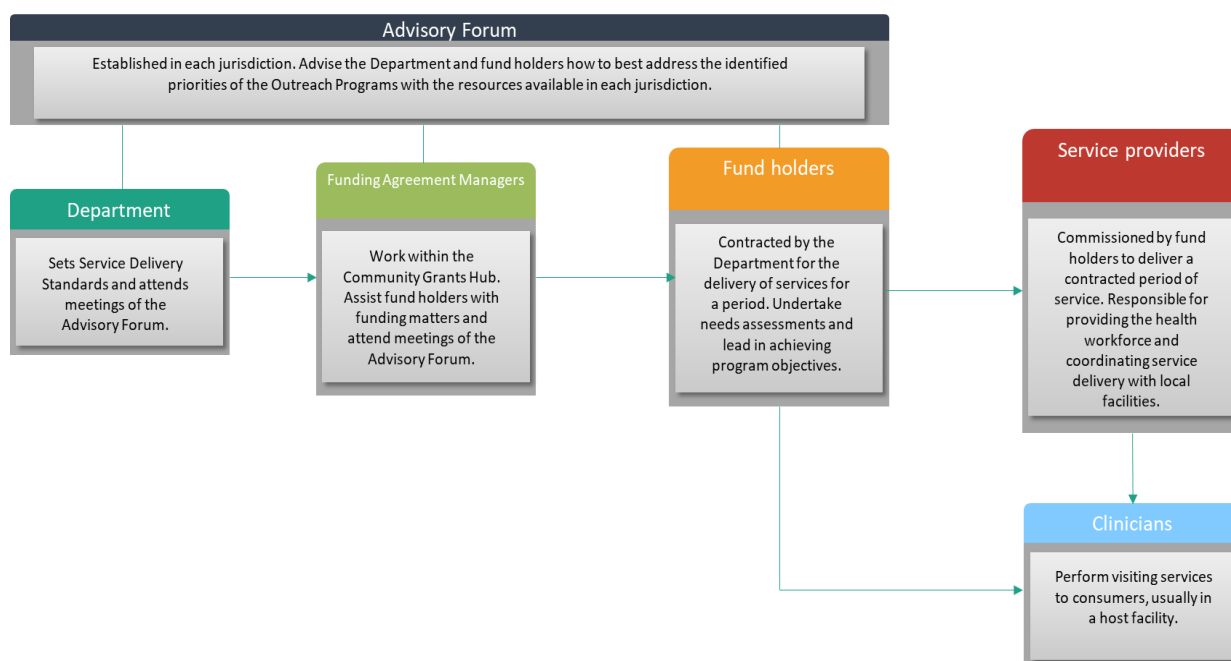 Advisory Forum
Established in each jurisdiction. Advise the Department and fund holders how to best address the identified
priorities of the Outreach Programs with the resources available in each jurisdiction.
Department
Sets Service Delivery
Standards and attends
meetings of the
Advisory Forum.
Funding Agreement Managers
Work within the
Community Grants Hub.
Assist fund holders with
funding matters and
attend meetings of the
Advisory Forum.
Fund holders
Contracted by the
Department for the
delivery of services for
a period. Undertake
needs assessments and
lead in achieving
program objectives.
Service providers
Commissioned by fund
holders to deliver a
contracted period of
service. Responsible for
providing the health
workforce and
coordinating service
delivery with local
facilities.
Clinicians
Perform visiting services
to consumers, usually in
a host facility.